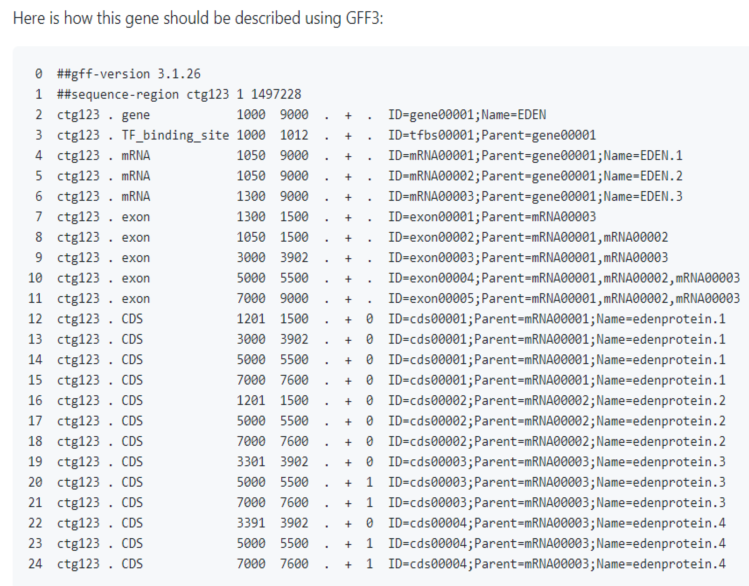 Here is how this gene should be described using GFF3:
0 ##gff-version 3.1.26
1 ##sequence-region ctg123 1 1497228
2 ctg123 . gene 1000 9000 . + . ID=gene00001;Name=EDEN
3 ctg123 . TF_binding_site 1000 1012 . + . ID=tfbs00001;Parent=gene00001
4 ctg123 . mRNA 1050 9000 . + . ID=mRNA00001;Parent=gene00001;Name=EDEN.1
5 ctg123 . mRNA 1050 9000 . + . ID=mRNA00002;Parent=gene00001;Name=EDEN.2
6 ctg123 . mRNA 1300 9000 . + . ID=mRNA00003;Parent=gene00001;Name=EDEN.3
7 ctg123 . exon 1300 1500 . + . ID=exon00001;Parent=mRNA00003
8 ctg123 . exon 1050 1500 . + . ID=exon00002;Parent=mRNA00001,mRNA00002
9 ctg123 . exon 3000 3902 . + . ID=exon00003;Parent=mRNA00001,mRNA00003
10 ctg123 . exon 5000 5500 . + . ID=exon00004;Parent=mRNA00001,mRNA00002,mRNA00003
11 ctg123 . exon 7000 9000 . + . ID=exon00005;Parent=mRNA00001,mRNA00002,mRNA00003
12 ctg123 . CDS 1201 1500 . + 0 ID=cds00001;Parent=mRNA00001;Name=edenprotein.1
13 ctg123 . CDS 3000 3902 . + 0 ID=cds00001;Parent=mRNA00001;Name=edenprotein.1
14 ctg123 . CDS 5000 5500 . + 0 ID=cds00001;Parent=mRNA00001;Name=edenprotein.1
15 ctg123 . CDS 7000 7600 . + 0 ID=cds00001;Parent=mRNA00001;Name=edenprotein.1
16 ctg123 . CDS 1201 1500 . + 0 ID=cds00002;Parent=mRNA00002;Name=edenprotein.2
17 ctg123 . CDS 5000 5500 . + 0 ID=cds00002;Parent=mRNA00002;Name=edenprotein.2
18 ctg123 . CDS 7000 7600 . + 0 ID=cds00002;Parent=mRNA00002;Name=edenprotein.2
19 ctg123 . CDS 3301 3902 . + 0 ID=cds00003;Parent=mRNA00003;Name=edenprotein.3
20 ctg123 . CDS 5000 5500 . + 1 ID=cds00003;Parent=mRNA00003;Name=edenprotein.3
21 ctg123 . CDS 7000 7600 . + 1 ID=cds00003;Parent=mRNA00003;Name=edenprotein.3
22 ctg123 . CDS 3391 3902 . + 0 ID=cds00004;Parent=mRNA00003;Name=edenprotein.4
23 ctg123 . CDS 5000 5500 . + 1 ID=cds00004;Parent=mRNA00003;Name=edenprotein.4
24 ctg123 . CDS 7000 7600 . + 1 ID=cds00004;Parent=mRNA00003;Name=edenprotein.4